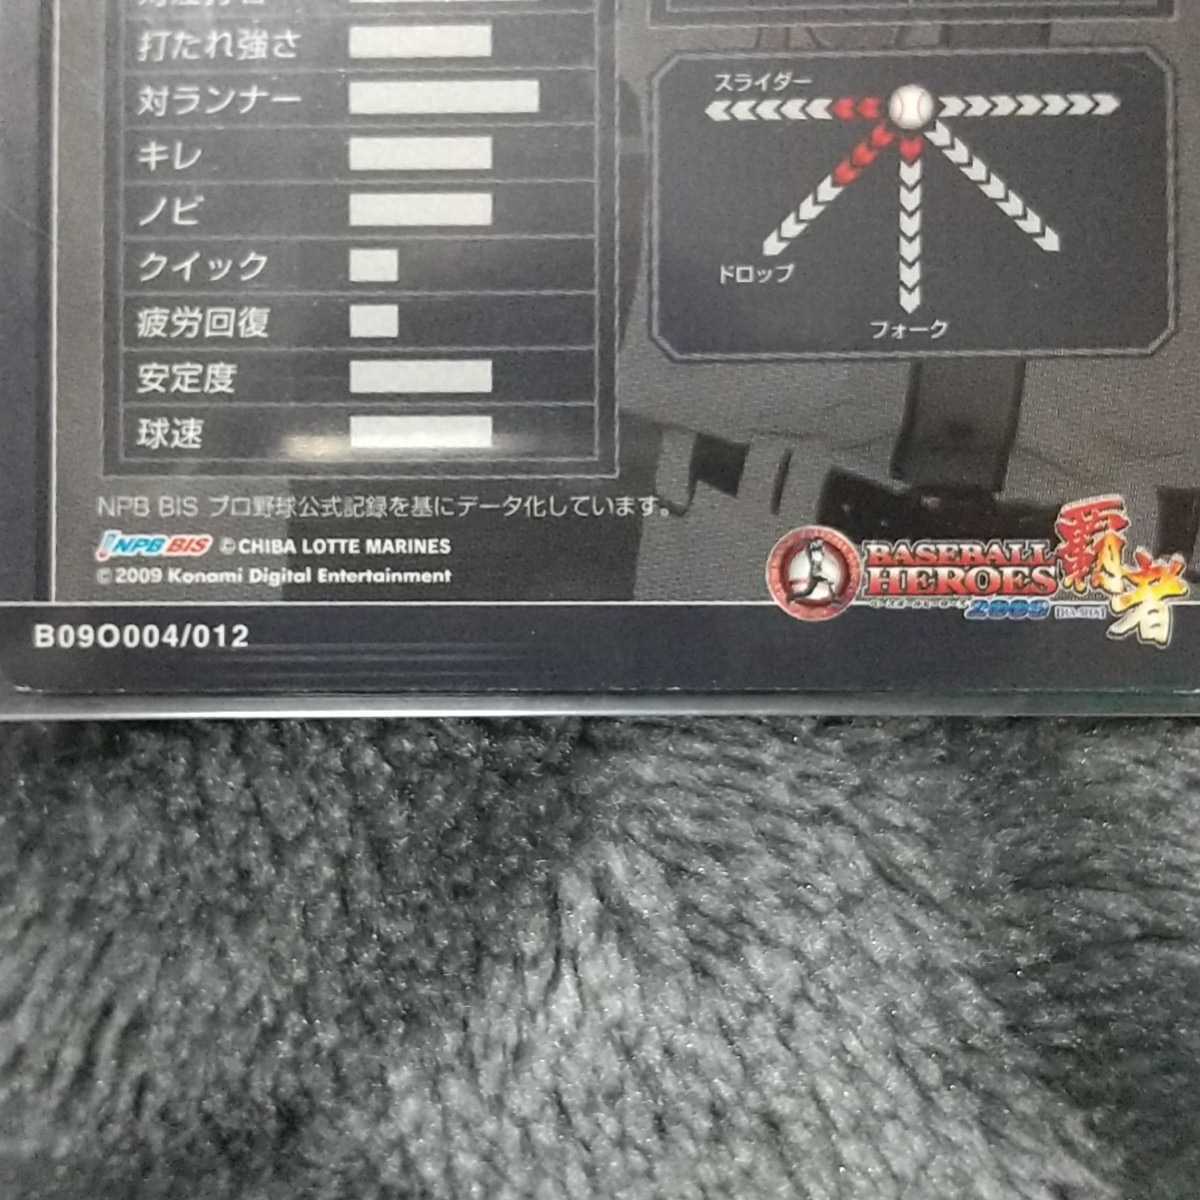 打たれ強さ
対ランナー
キレ
ノビ
クイック
疲労回復
安定度
球速
スライダー
ドロップ
フォーク
NPB BIS プロ野球公式記録を基にデータ化しています。
NPB BIS ©CHIBA LOTTE MARINES
©2009 Konami Digital Entertainment
BASEBALL
HEROES
2009
覇者
B09O004/012